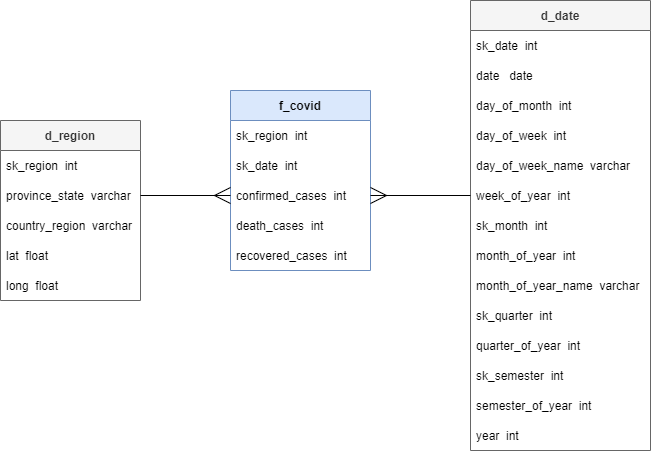 d_region
sk_region int
province_state varchar
country_region varchar
lat float
long float
f_covid
sk_region int
sk_date int
confirmed_cases int
death_cases int
recovered_cases int
d_date
sk_date int
date date
day_of_month int
day_of_week int
day_of_week_name varchar
week_of_year int
sk_month int
month_of_year int
month_of_year_name varchar
sk_quarter int
quarter_of_year int
sk_semester int
semester_of_year int
year int